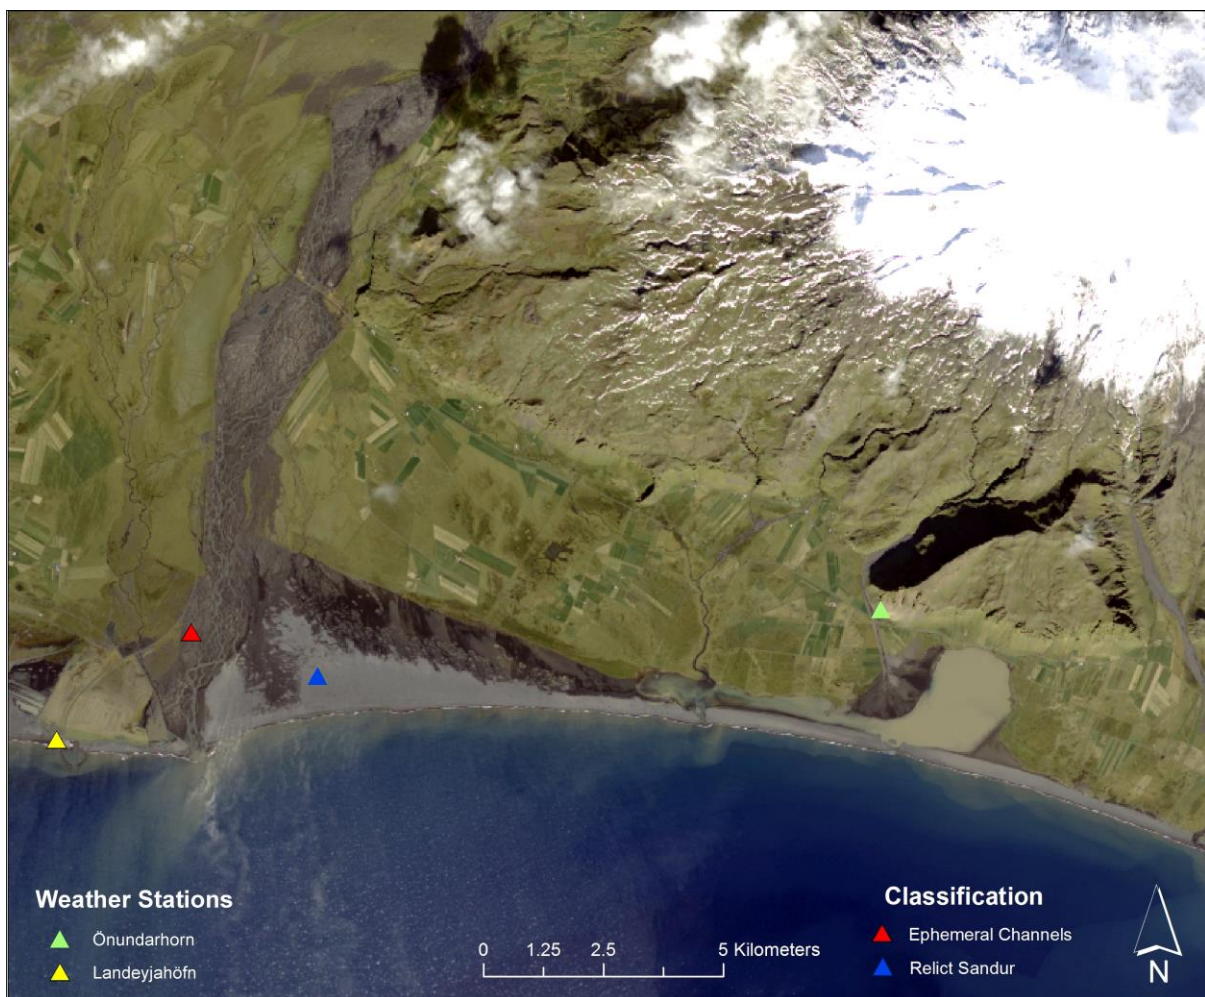 Weather Stations
Önundarhorn
Landeyjahöfn
0 1.25 2.5 5 Kilometers
Classification
Ephemeral Channels
Relict Sandur
N